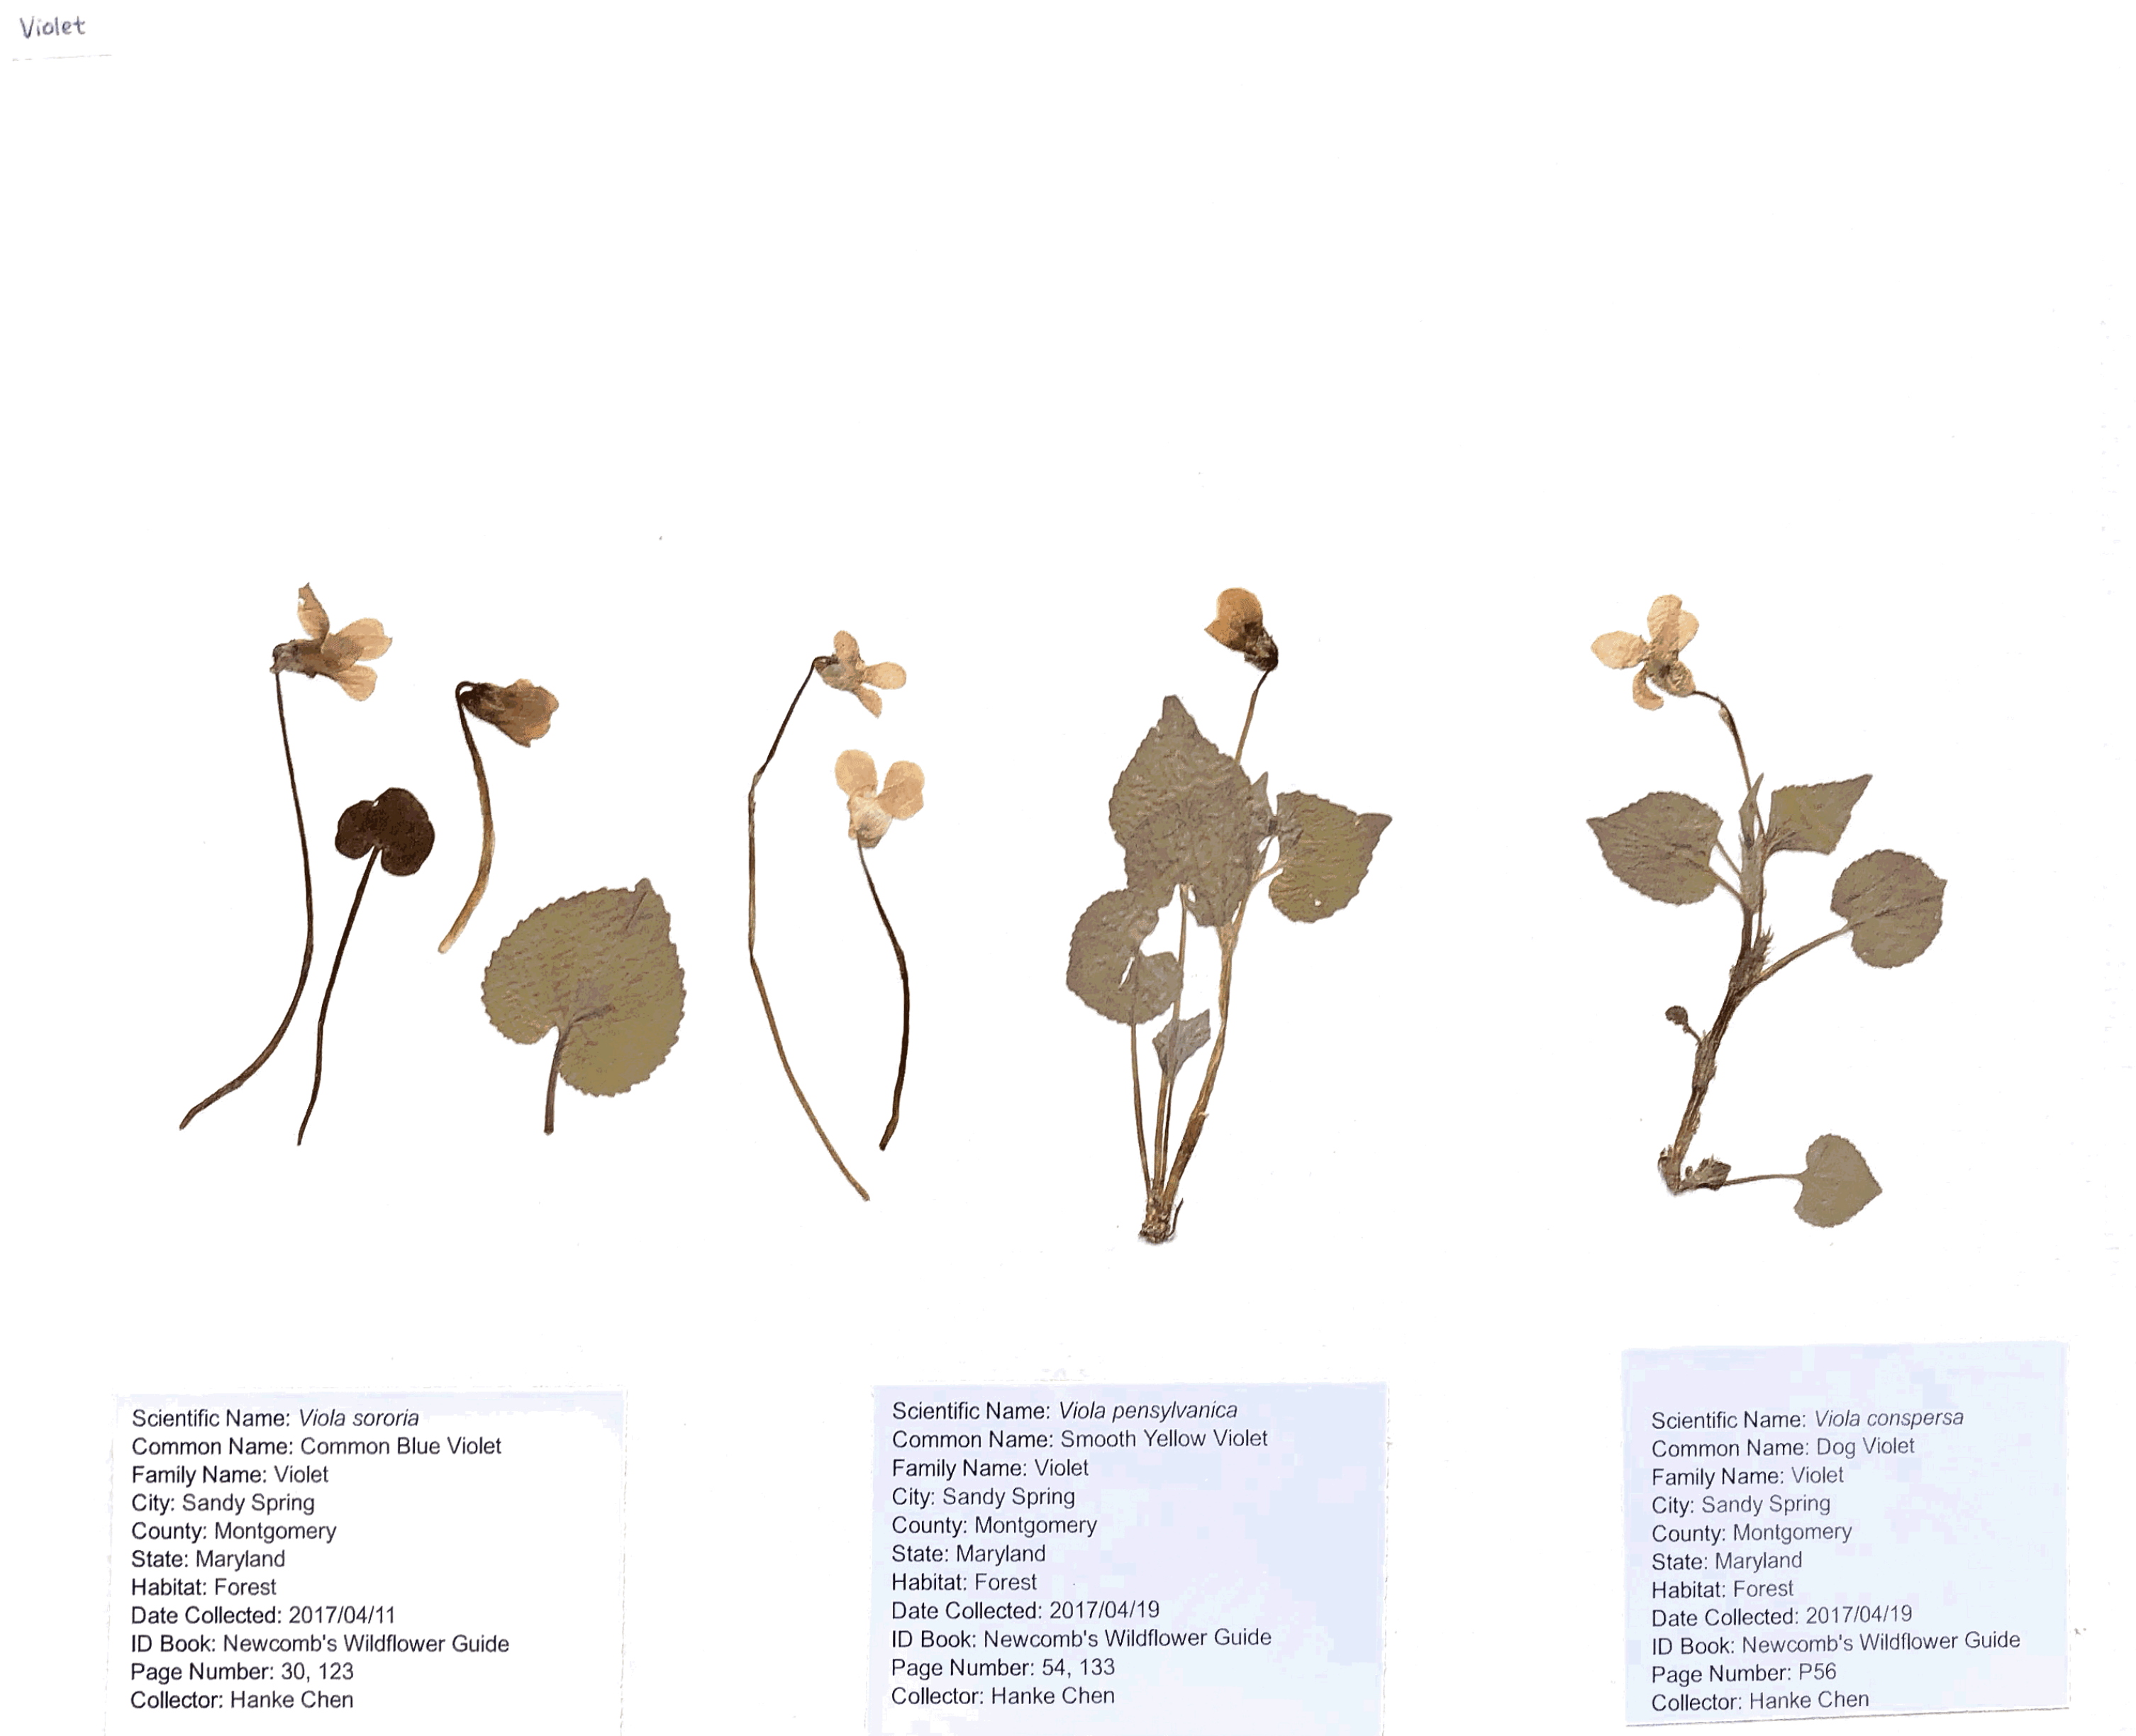 Violet
Scientific Name: Viola sororia
Common Name: Common Blue Violet
Family Name: Violet
City: Sandy Spring
County: Montgomery
State: Maryland
Habitat: Forest
Date Collected: 2017/04/11
ID Book: Newcomb's Wildflower Guide
Page Number: 30, 123
Collector: Hanke Chen
Scientific Name: Viola pensylvanica
Common Name: Smooth Yellow Violet
Family Name: Violet
City: Sandy Spring
County: Montgomery
State: Maryland
Habitat: Forest
Date Collected: 2017/04/19
ID Book: Newcomb's Wildflower Guide
Page Number: 54, 133
Collector: Hanke Chen
Scientific Name: Viola conspersa
Common Name: Dog Violet
Family Name: Violet
City: Sandy Spring
County: Montgomery
State: Maryland
Habitat: Forest
Date Collected: 2017/04/19
ID Book: Newcomb's Wildflower Guide
Page Number: P56
Collector: Hanke Chen